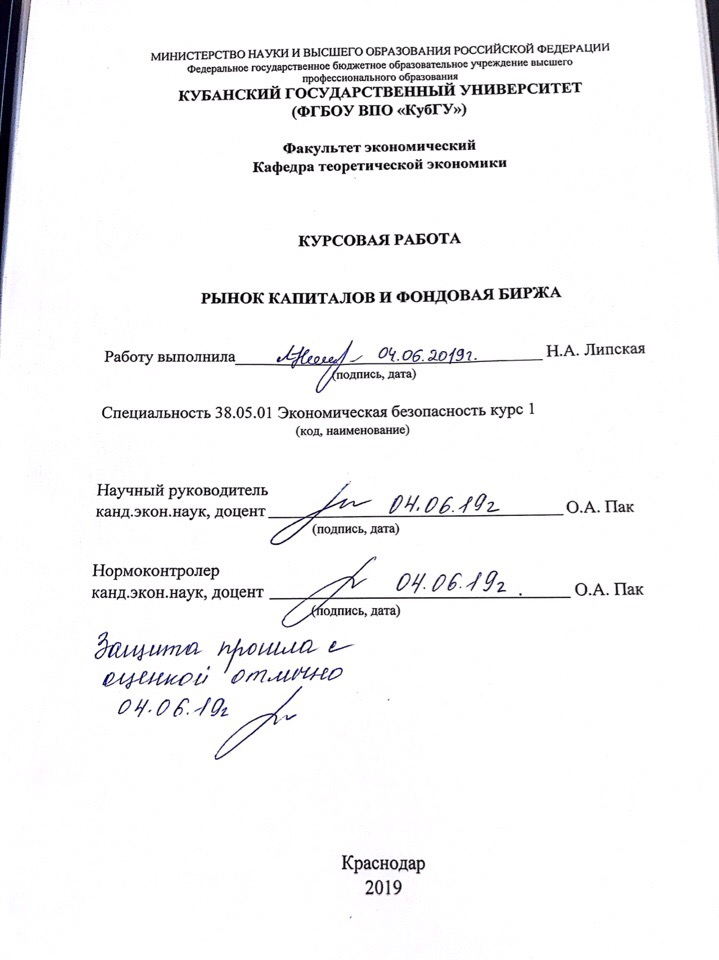 МИНИСТЕРСТВО НАУКИ И ВЫСШЕГО ОБРАЗОВАНИЯ РОССИЙСКОЙ ФЕДЕРАЦИИ
Федеральное государственное бюджетное образовательное учреждение высшего
профессионального образования
КУБАНСКИЙ ГОСУДАРСТВЕННЫЙ УНИВЕРСИТЕТ
(ФГБОУ ВПО «КубГУ»)
Факультет экономический
Кафедра теоретической экономики
КУРСОВАЯ РАБОТА
РЫНОК КАПИТАЛОВ И ФОНДОВАЯ БИРЖА
Работу выполнила 04.06.2019г. Н.А. Липская
(подпись, дата)
Специальность 38.05.01 Экономическая безопасность курс 1
(код, наименование)
Научный руководитель
канд.экон.наук, доцент 04.06.19г О.А. Пак
(подпись, дата)
Нормоконтролер
канд.экон.наук, доцент 04.06.19г. О.А. Пак
(подпись, дата)
Защита прошла с
оценкой отлично
04.06.19г
Краснодар
2019